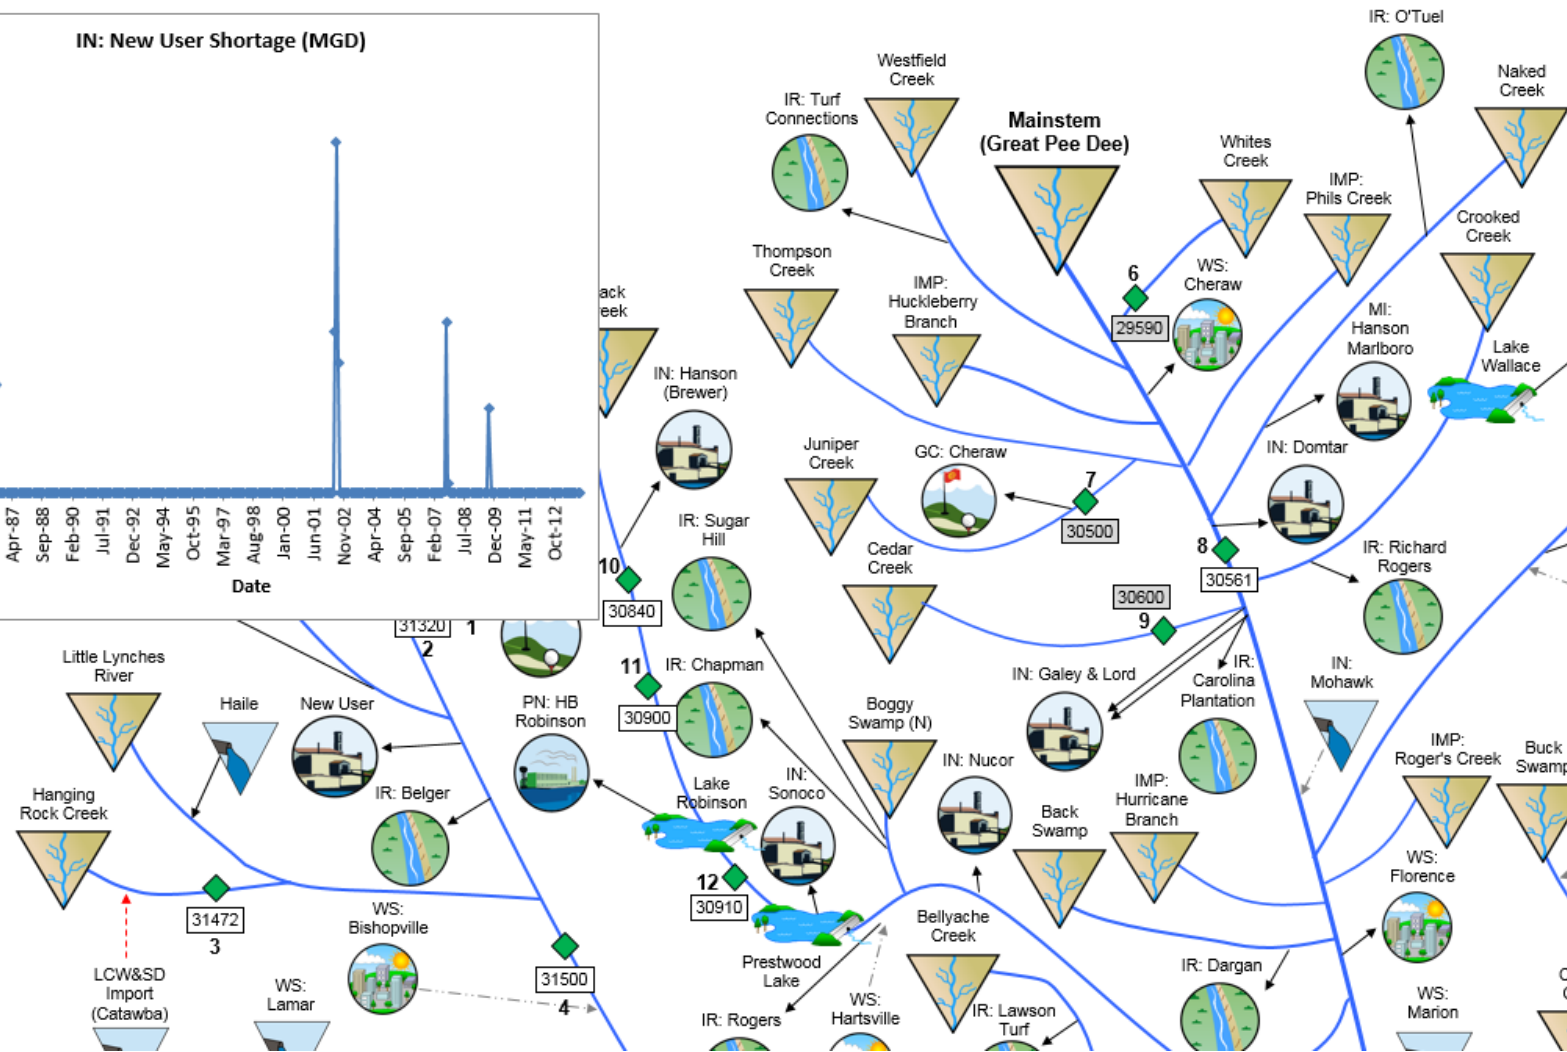 IN: New User Shortage (MGD)
Apr-87
Sep-88
Feb-90
Jul-91
Dec-92
May-94
Oct-95
Mar-97
Aug-98
Jan-00
Jun-01
Nov-02
Apr-04
Sep-05
Feb-07
Jul-08
Dec-09
May-11
Oct-12
Date
IR: O'Tuel
Westfield
Creek
Naked
Creek
IR: Turf
Connections
Mainstem
(Great Pee Dee)
Whites
Creek
IMP:
Phils Creek
Crooked
Creek
Thompson
Creek
6
29590
WS:
Cheraw
IMP:
Huckleberry
Branch
ack
eek
MI:
Hanson
Marlboro
Lake
Wallace
IN: Hanson
(Brewer)
Juniper
Creek
GC: Cheraw
7
30500
IN: Domtar
IR: Sugar
Hill
Cedar
Creek
8
30561
IR: Richard
Rogers
10
30840
30600
9
31320
2
1
Little Lynches
River
11
30900
IR: Chapman
IN: Galey & Lord
IR:
Carolina
Plantation
IN:
Mohawk
Haile
New User
PN: HB
Robinson
Boggy
Swamp (N)
IMP:
Roger's Creek
Buck
Swamp
Hanging
Rock Creek
IR: Belger
Lake
Robinson
IN:
Sonoco
IN: Nucor
IMP:
Hurricane
Branch
Back
Swamp
12
30910
WS:
Florence
31472
3
WS:
Bishopville
Bellyache
Creek
LCW&SD
Import
(Catawba)
WS:
Lamar
31500
4
Prestwood
Lake
IR: Dargan
IR: Rogers
WS:
Hartsville
IR: Lawson
Turf
WS:
Marion